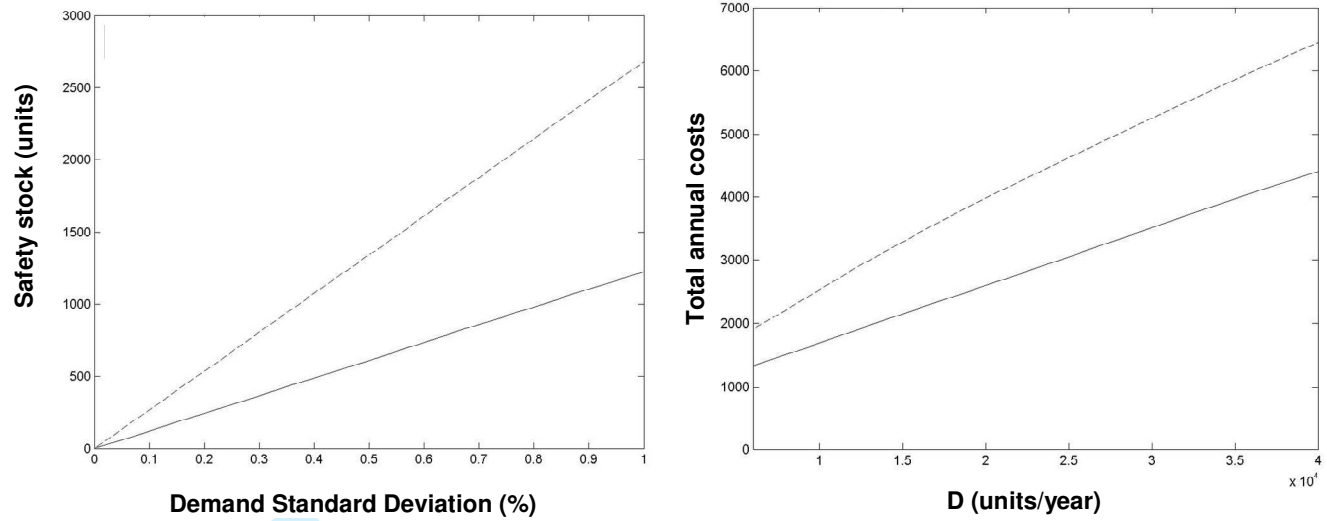 Safety stock (units)
3000
2500
2000
1500
1000
500
0
0 0.1 0.2 0.3 0.4 0.5 0.6 0.7 0.8 0.9 1
Demand Standard Deviation (%)
Total annual costs
7000
6000
5000
4000
3000
2000
1000
0
1 1.5 2 2.5 3 3.5 4
x 10⁴
D (units/year)